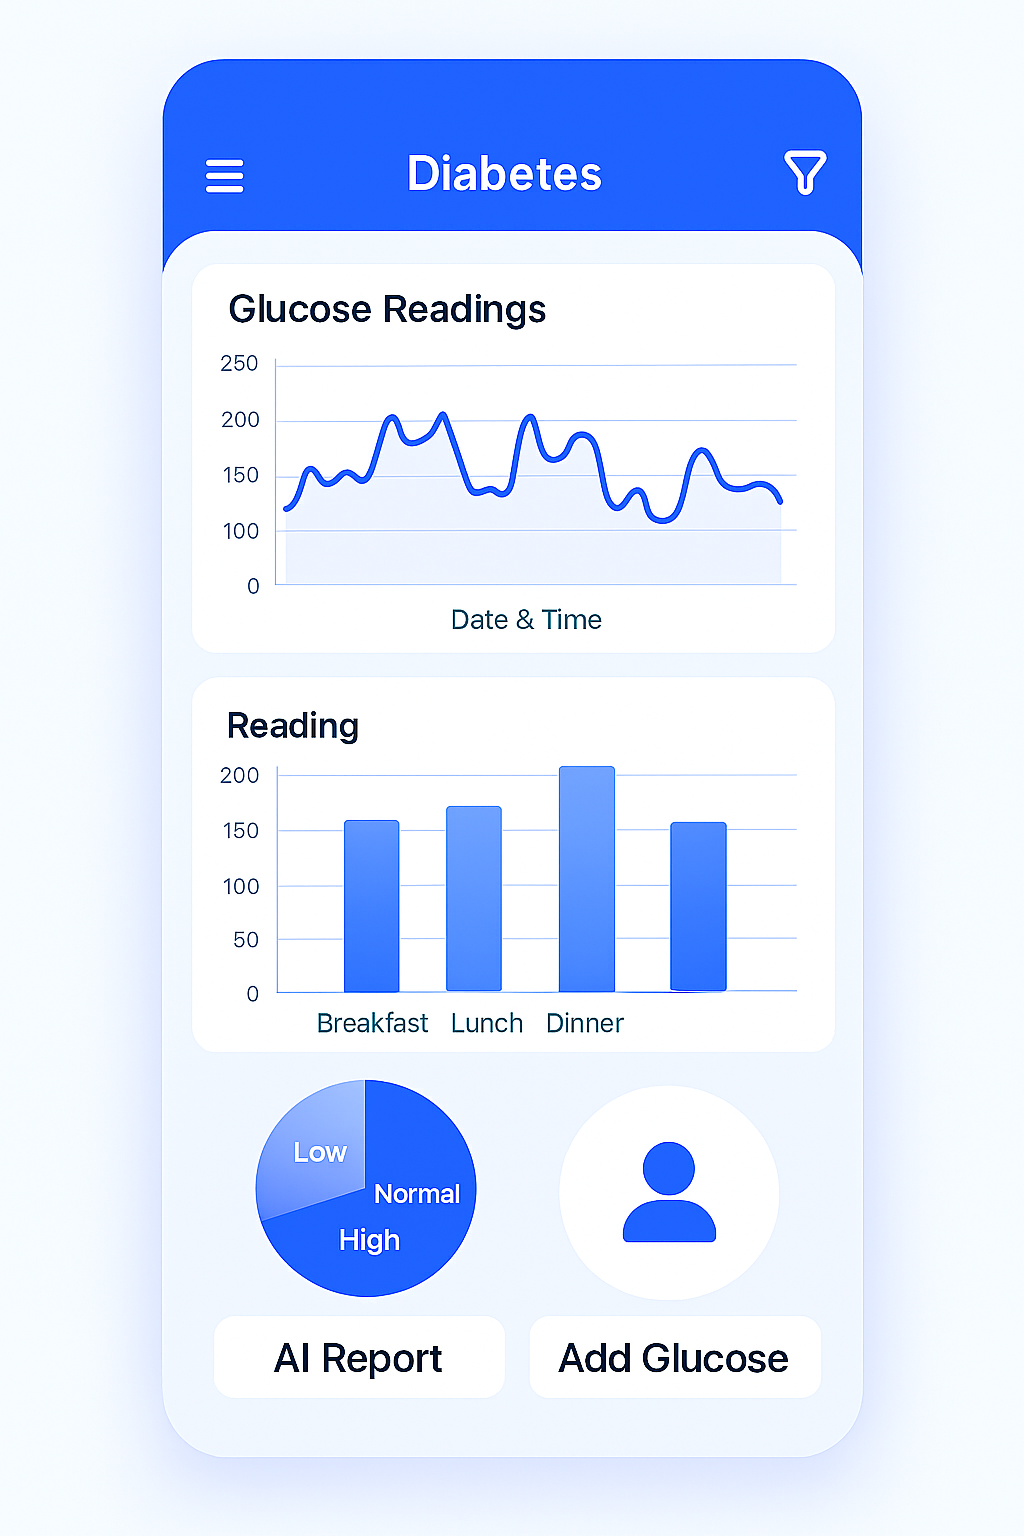 Diabetes
Glucose Readings
250
200
150
100
0
Date & Time
Reading
200
150
100
50
0
Breakfast Lunch Dinner
Low
Normal
High
AI Report
Add Glucose